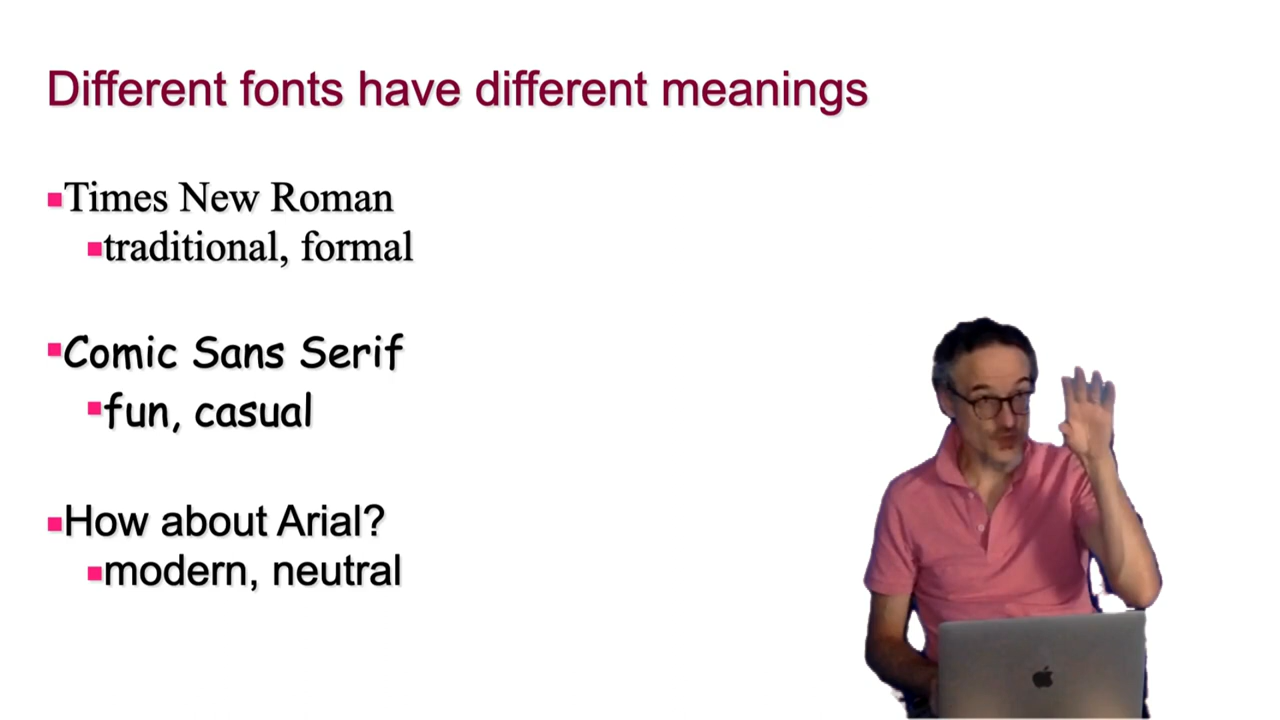 Different fonts have different meanings
Times New Roman
traditional, formal
Comic Sans Serif
fun, casual
How about Arial?
modern, neutral